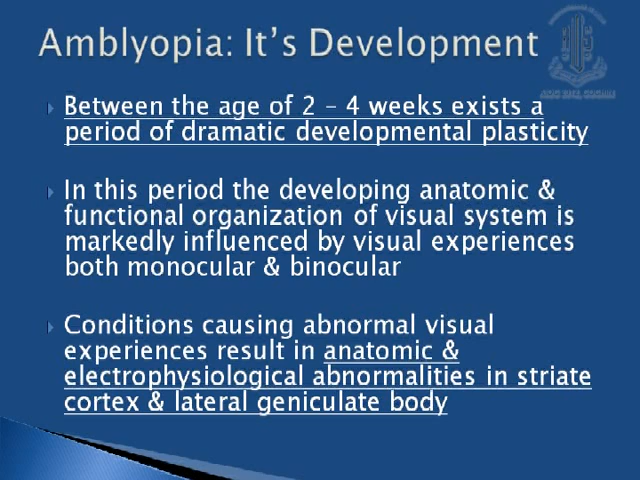 Amblyopia: It's Development
Between the age of 2 – 4 weeks exists a
period of dramatic developmental plasticity
In this period the developing anatomic &
functional organization of visual system is
markedly influenced by visual experiences
both monocular & binocular
Conditions causing abnormal visual
experiences result in anatomic &
electrophysiological abnormalities in striate
cortex & lateral geniculate body